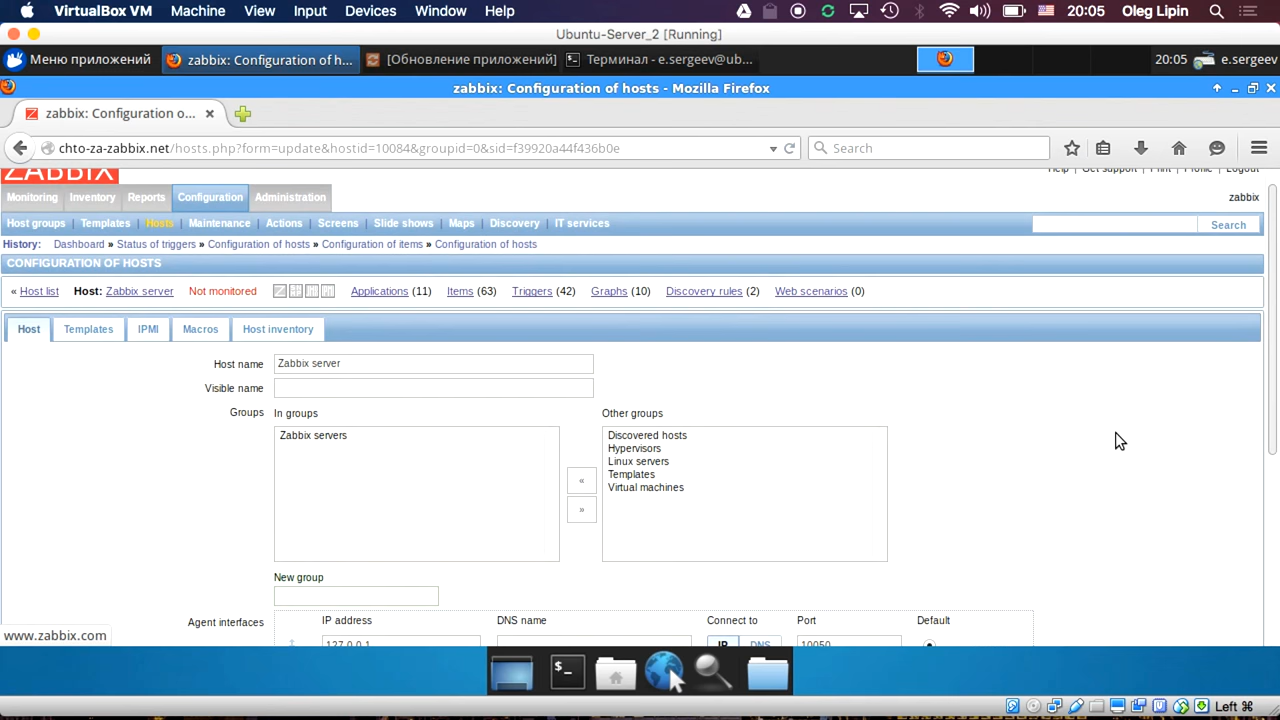 VirtualBox VM Machine View Input Devices Window Help 20:05 Oleg Lipin
Ubuntu-Server_2 [Running]
Меню приложений zabbix: Configuration of h... [Обновление приложений] Терминал - e.sergeev@ub... 20:05 e.sergeev
zabbix: Configuration of hosts - Mozilla Firefox
zabbix: Configuration o...
chto-za-zabbix.net/hosts.php?form=update&hostid=10084&groupid=0&sid=f39920a44f436b0e Search
ZABBIX Help Get support Print Profile Logout
Monitoring Inventory Reports Configuration Administration zabbix
Host groups | Templates | Hosts | Maintenance | Actions | Screens | Slide shows | Maps | Discovery | IT services Search
History: Dashboard » Status of triggers » Configuration of hosts » Configuration of items » Configuration of hosts
CONFIGURATION OF HOSTS
« Host list Host: Zabbix server Not monitored Applications (11) Items (63) Triggers (42) Graphs (10) Discovery rules (2) Web scenarios (0)
Host Templates IPMI Macros Host inventory
Host name Zabbix server
Visible name
Groups In groups Other groups
Zabbix servers Discovered hosts
Hypervisors
Linux servers
Templates
Virtual machines
«
»
New group
Agent interfaces IP address DNS name Connect to Port Default
127.0.0.1 IP DNS 10050
www.zabbix.com
Left ⌘